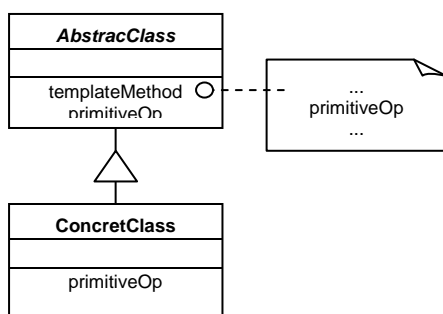 AbstracClass
templateMethod
primitiveOp
...
primitiveOp
...
ConcretClass
primitiveOp